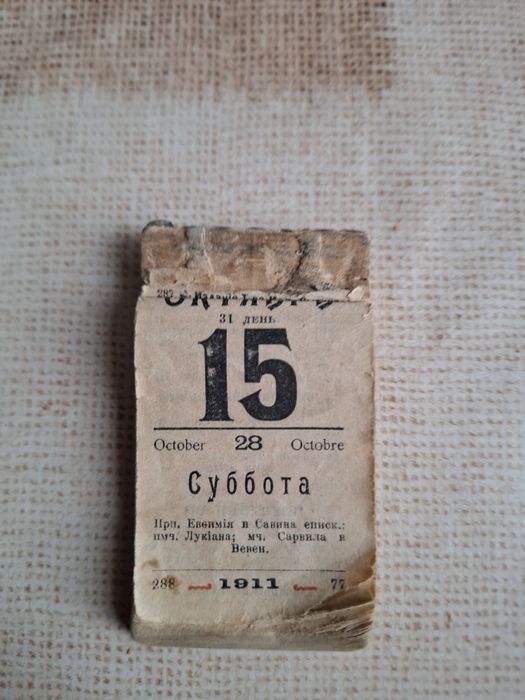 ОКТЯБРЬ
31 день
15
October 28 Octobre
Суббота
Прп. Евѳимія и Савина еписк.;
пмч. Лукіана; мч. Сарвила и
Вевеи.
288 1911 77